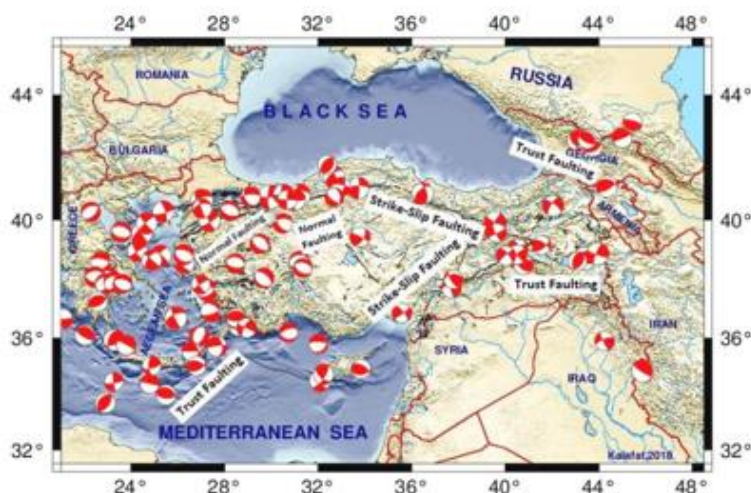 24° 28° 32° 36° 40° 44° 48°
ROMANIA
RUSSIA
44°
44°
BLACK SEA
BULGARIA
Trust Faulting
GEORGIA
40°
40°
GREEDE
Normal Faulting
Normal
Faulting
Strike-Slip Faulting
ARMENIA
Strike-Slip Faulting
Trust Faulting
AEGEAN SEA
IRAN
36°
36°
SYRIA
Trust Faulting
IRAQ
MEDITERRANEAN SEA
Kalafat,2018.
32°
32°
24° 28° 32° 36° 40° 44° 48°